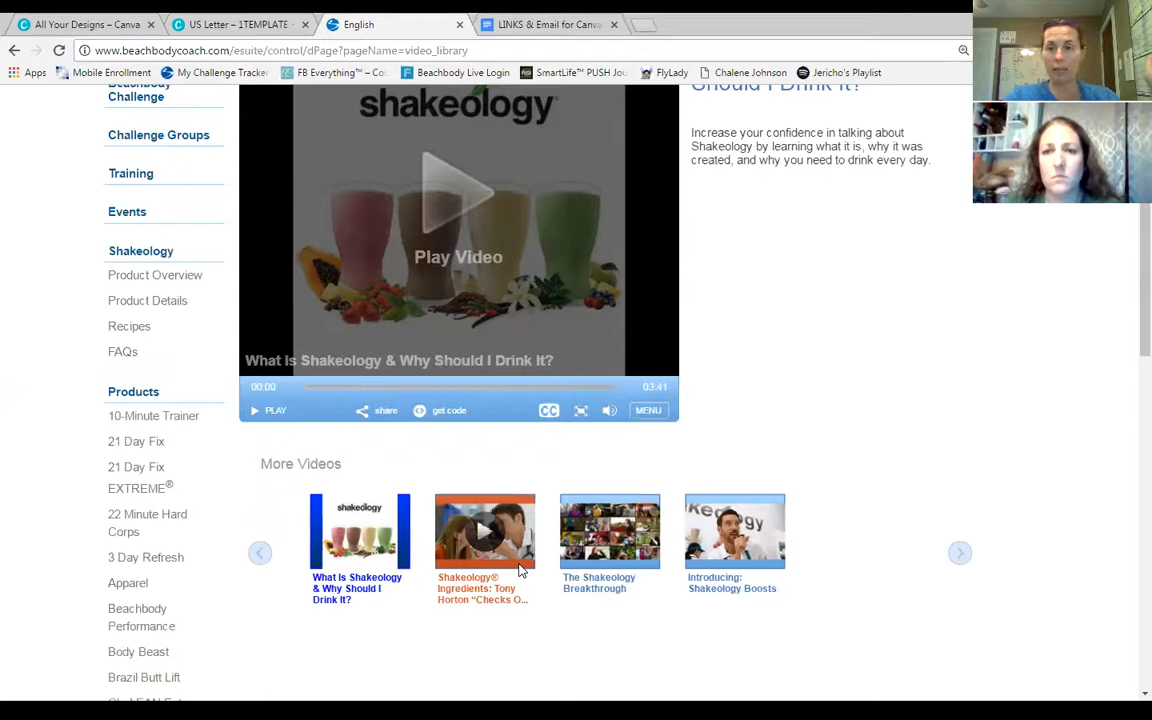 All Your Designs – Canva
US Letter – 1TEMPLATE
English
LINKS & Email for Canva
www.beachbodycoach.com/esuite/control/dPage?pageName=video_library
Apps
Mobile Enrollment
My Challenge Tracke
FB Everything™ – Co
Beachbody Live Login
SmartLife™ PUSH Jou
FlyLady
Chalene Johnson
Jericho's Playlist
Beachbody
Challenge
Challenge Groups
Training
Events
Shakeology
Product Overview
Product Details
Recipes
FAQs
Products
10-Minute Trainer
21 Day Fix
21 Day Fix
EXTREME®
22 Minute Hard
Corps
3 Day Refresh
Apparel
Beachbody
Performance
Body Beast
Brazil Butt Lift
shakeology
Play Video
What is Shakeology & Why Should I Drink It?
00:00
03:41
PLAY
share
get code
CC
MENU
Should I Drink It?
Increase your confidence in talking about
Shakeology by learning what it is, why it was
created, and why you need to drink every day.
More Videos
shakeology
What Is Shakeology
& Why Should I
Drink It?
Shakeology®
Ingredients: Tony
Horton "Checks O...
The Shakeology
Breakthrough
Introducing:
Shakeology Boosts